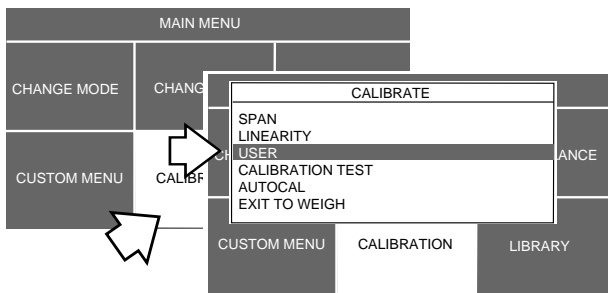 MAIN MENU
CHANGE MODE
CHANG
CUSTOM MENU
CALIBR
CALIBRATE
SPAN
LINEARITY
USER
CALIBRATION TEST
AUTOCAL
EXIT TO WEIGH
CH
ANCE
CUSTOM MENU
CALIBRATION
LIBRARY